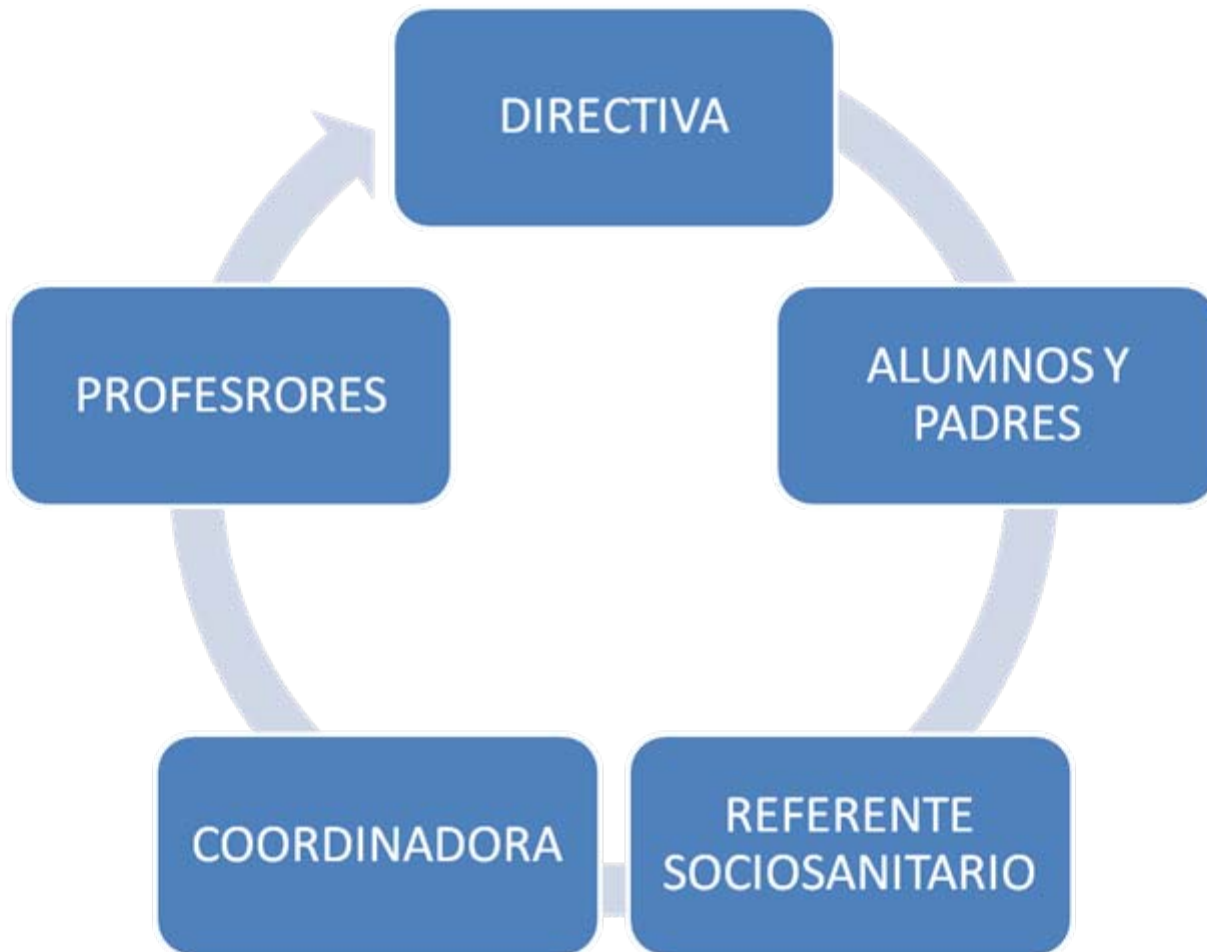 DIRECTIVA
ALUMNOS Y
PADRES
REFERENTE
SOCIOSANITARIO
COORDINADORA
PROFESRORES